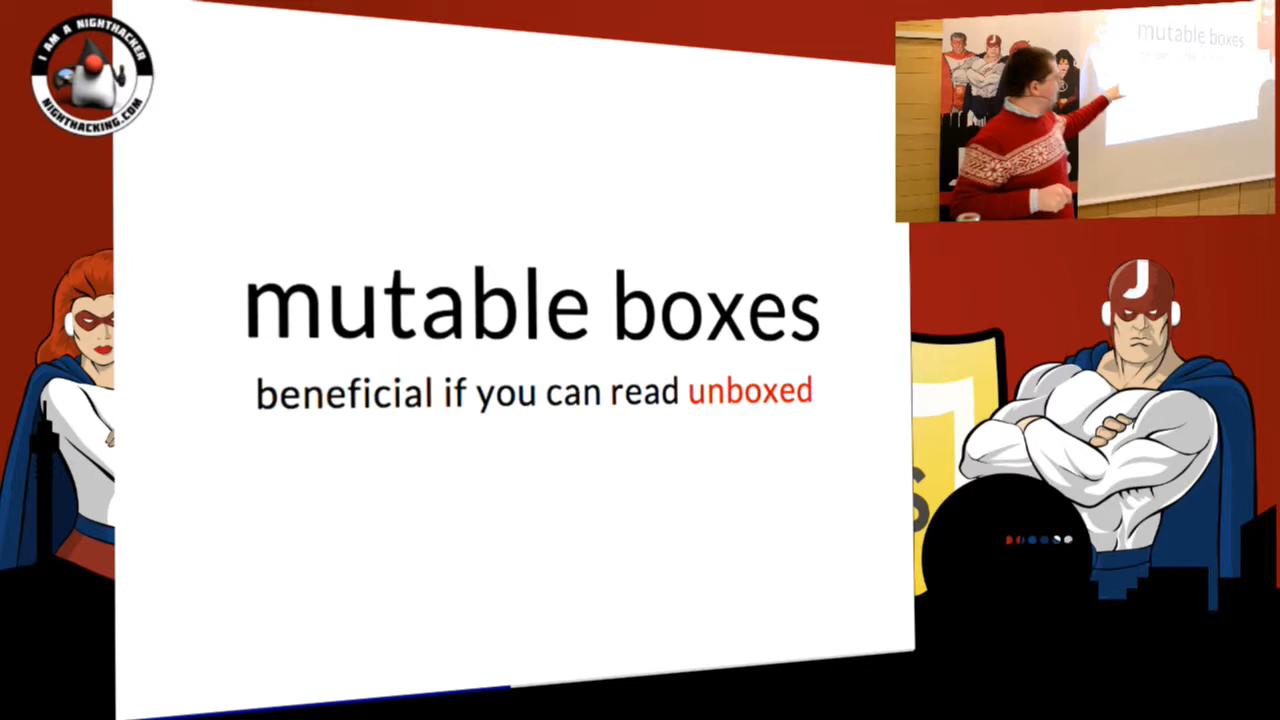 I AM A NIGHTHACKER
NIGHTHACKING.COM
mutable boxes
mutable boxes
beneficial if you can read unboxed
J
S